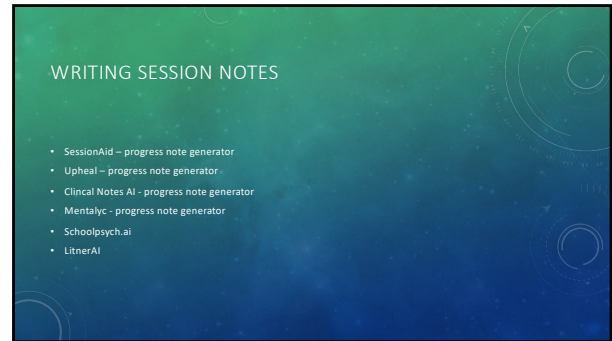 WRITING SESSION NOTES
• SessionAid – progress note generator
• Upheal – progress note generator
• Clincal Notes AI - progress note generator
• Mentalyc - progress note generator
• Schoolpsych.ai
• LitnerAI